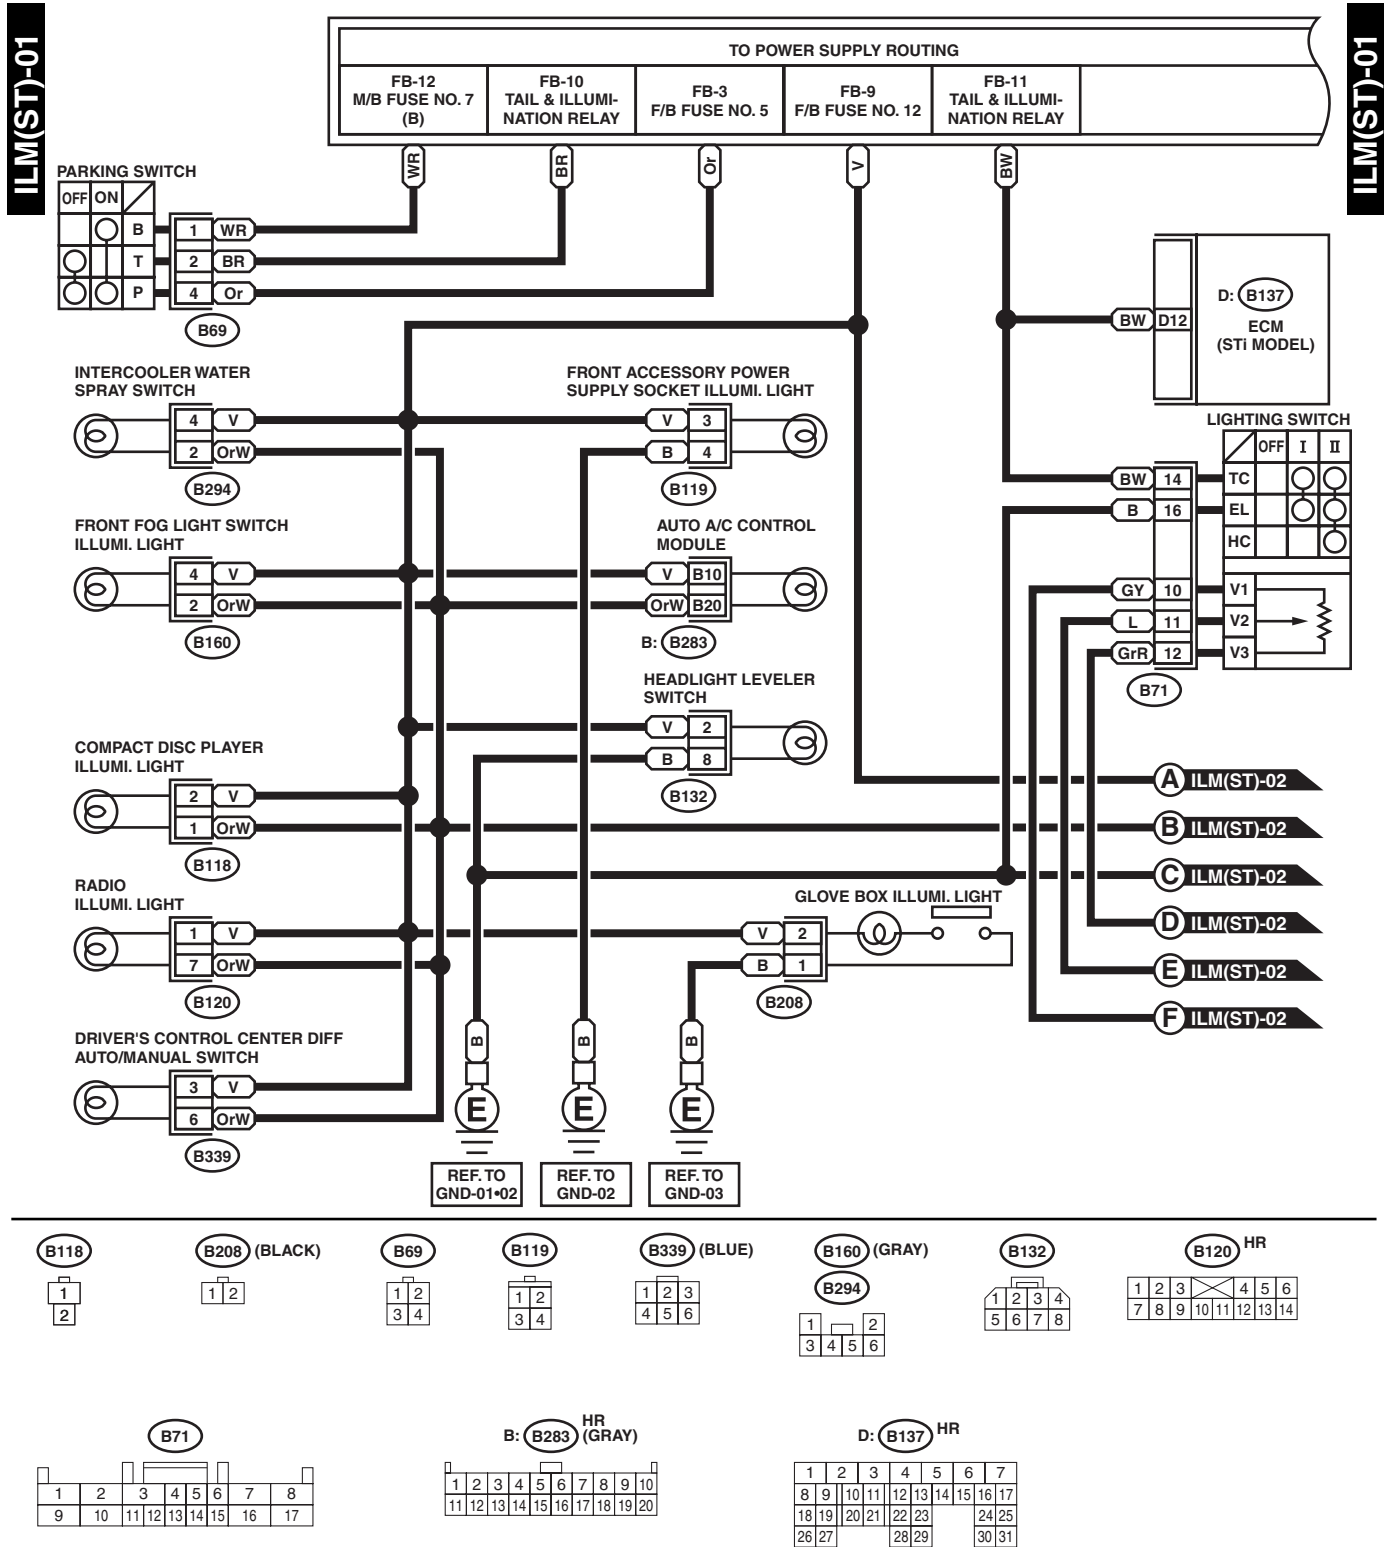 ILM(ST)-01
ILM(ST)-01
TO POWER SUPPLY ROUTING
FB-12
M/B FUSE NO. 7
(B)
FB-10
TAIL & ILLUMI-
NATION RELAY
FB-3
F/B FUSE NO. 5
FB-9
F/B FUSE NO. 12
FB-11
TAIL & ILLUMI-
NATION RELAY
WR
BR
Or
V
BW
PARKING SWITCH
OFF ON
B 1 WR
T 2 BR
P 4 Or
B69
BW D12
D: B137
ECM
(STi MODEL)
INTERCOOLER WATER
SPRAY SWITCH
4 V
2 OrW
B294
FRONT ACCESSORY POWER
SUPPLY SOCKET ILLUMI. LIGHT
V 3
B 4
B119
LIGHTING SWITCH
OFF I II
BW 14 TC
B 16 EL
HC
GY 10 V1
L 11 V2
GrR 12 V3
B71
FRONT FOG LIGHT SWITCH
ILLUMI. LIGHT
4 V
2 OrW
B160
AUTO A/C CONTROL
MODULE
V B10
OrW B20
B: B283
HEADLIGHT LEVELER
SWITCH
V 2
B 8
B132
COMPACT DISC PLAYER
ILLUMI. LIGHT
2 V
1 OrW
B118
A ILM(ST)-02
B ILM(ST)-02
C ILM(ST)-02
D ILM(ST)-02
E ILM(ST)-02
F ILM(ST)-02
RADIO
ILLUMI. LIGHT
1 V
7 OrW
B120
GLOVE BOX ILLUMI. LIGHT
V 2
B 1
B208
DRIVER'S CONTROL CENTER DIFF
AUTO/MANUAL SWITCH
3 V
6 OrW
B339
B B B
E E E
REF. TO
GND-01•02
REF. TO
GND-02
REF. TO
GND-03
B118
1
2
B208 (BLACK)
1 2
B69
1 2
3 4
B119
1 2
3 4
B339 (BLUE)
1 2 3
4 5 6
B160 (GRAY)
B294
1 2
3 4 5 6
B132
1 2 3 4
5 6 7 8
B120 HR
1 2 3 4 5 6
7 8 9 10 11 12 13 14
B71
1 2 3 4 5 6 7 8
9 10 11 12 13 14 15 16 17
B: B283 HR
(GRAY)
1 2 3 4 5 6 7 8 9 10
11 12 13 14 15 16 17 18 19 20
D: B137 HR
1 2 3 4 5 6 7
8 9 10 11 12 13 14 15 16 17
18 19 20 21 22 23 24 25
26 27 28 29 30 31